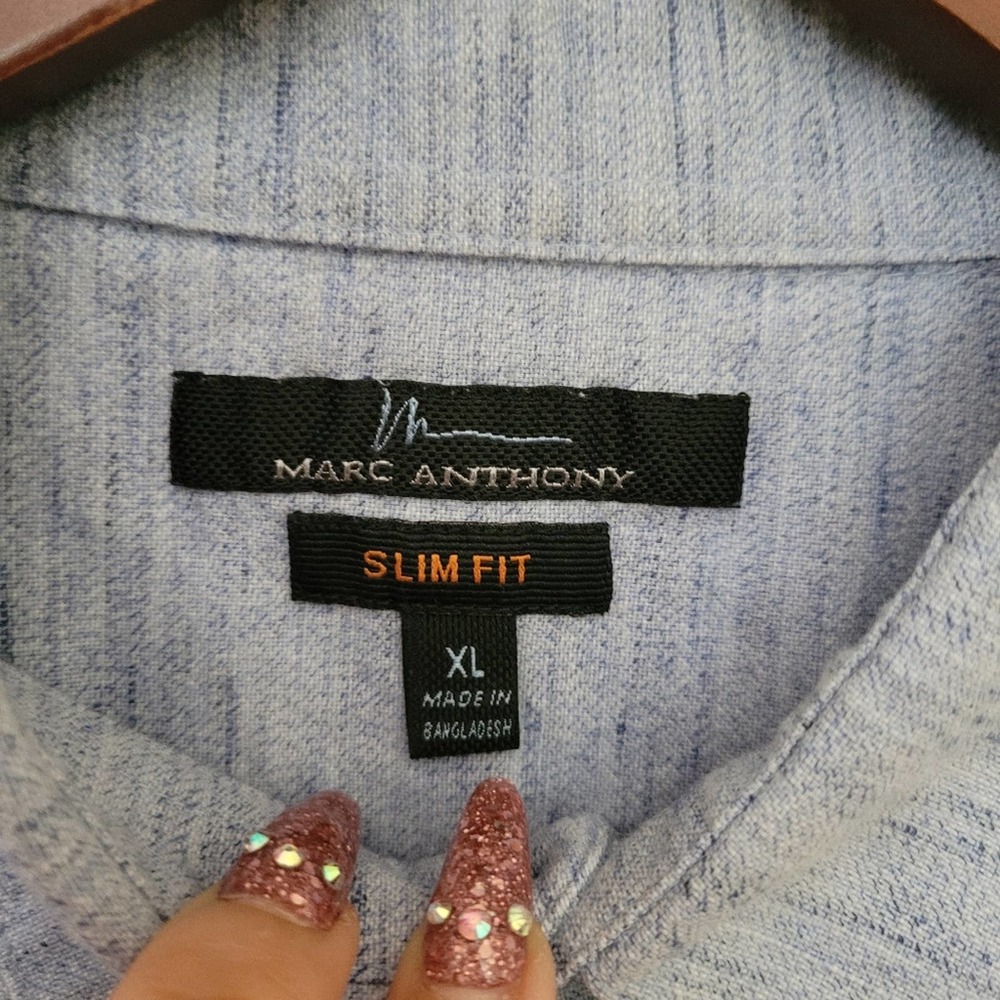 MARC ANTHONY
SLIM FIT
XL
MADE IN
BANGLADESH